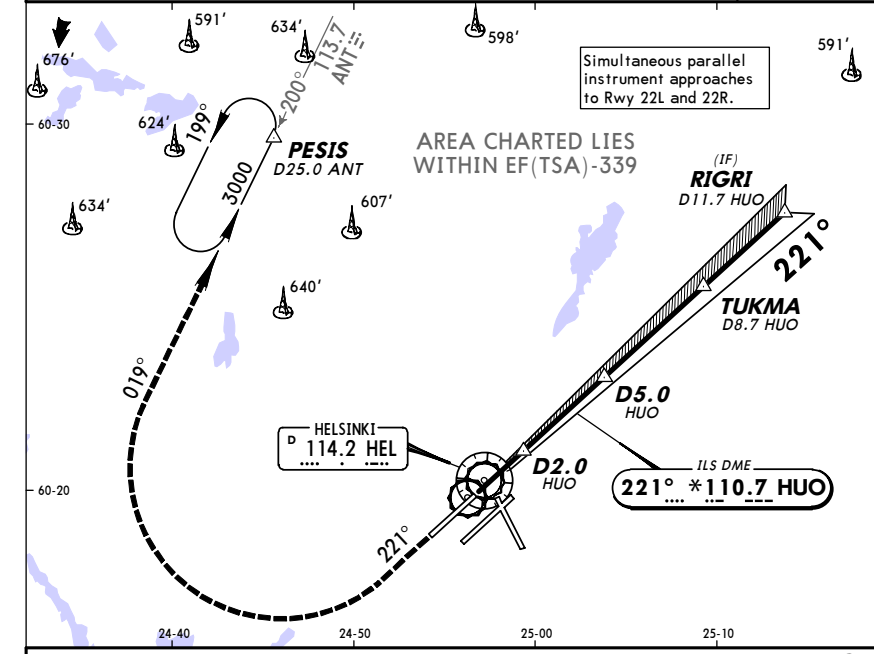 591'
634'
598'
591'
676'
113.7
ANT
200°
Simultaneous parallel
instrument approaches
to Rwy 22L and 22R.
60-30
624'
199°
PESIS
D25.0 ANT
3000
AREA CHARTED LIES
WITHIN EF(TSA)-339
(IF)
RIGRI
D11.7 HUO
221°
634'
607'
640'
TUKMA
D8.7 HUO
019°
D5.0
HUO
HELSINKI
D 114.2 HEL
D2.0
HUO
ILS DME
221° *110.7 HUO
60-20
221°
24-40
24-50
25-00
25-10